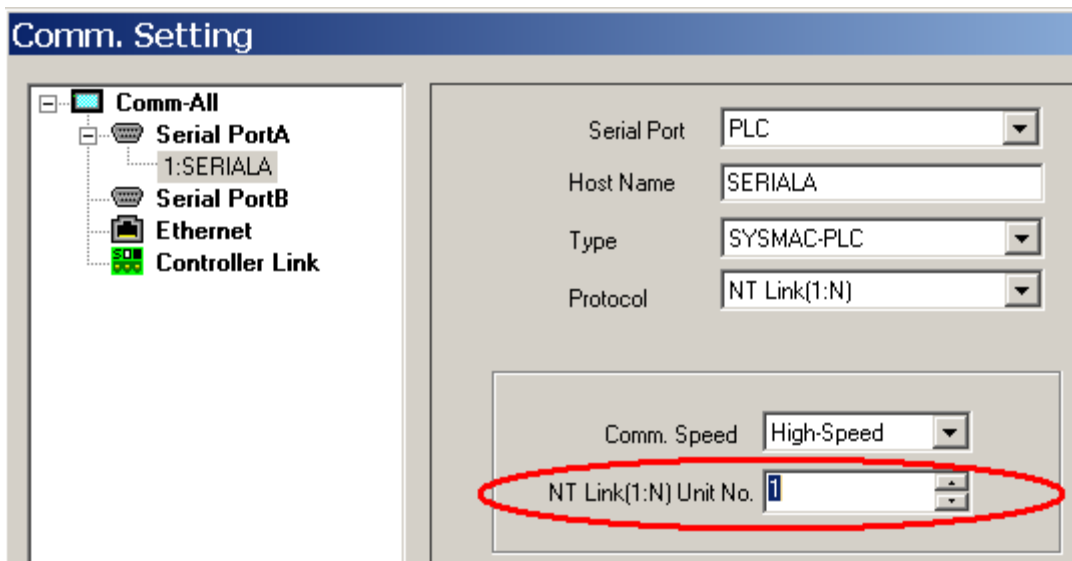 Comm. Setting
Comm-All
Serial PortA
1:SERIALA
Serial PortB
Ethernet
Controller Link
Serial Port PLC
Host Name SERIALA
Type SYSMAC-PLC
Protocol NT Link(1:N)
Comm. Speed High-Speed
NT Link(1:N) Unit No. 1